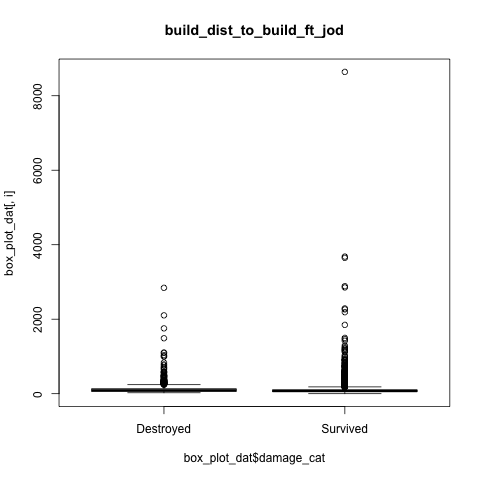 build_dist_to_build_ft_jod
box_plot_dat[, i]
8000
6000
4000
2000
0
Destroyed
Survived
box_plot_dat$damage_cat